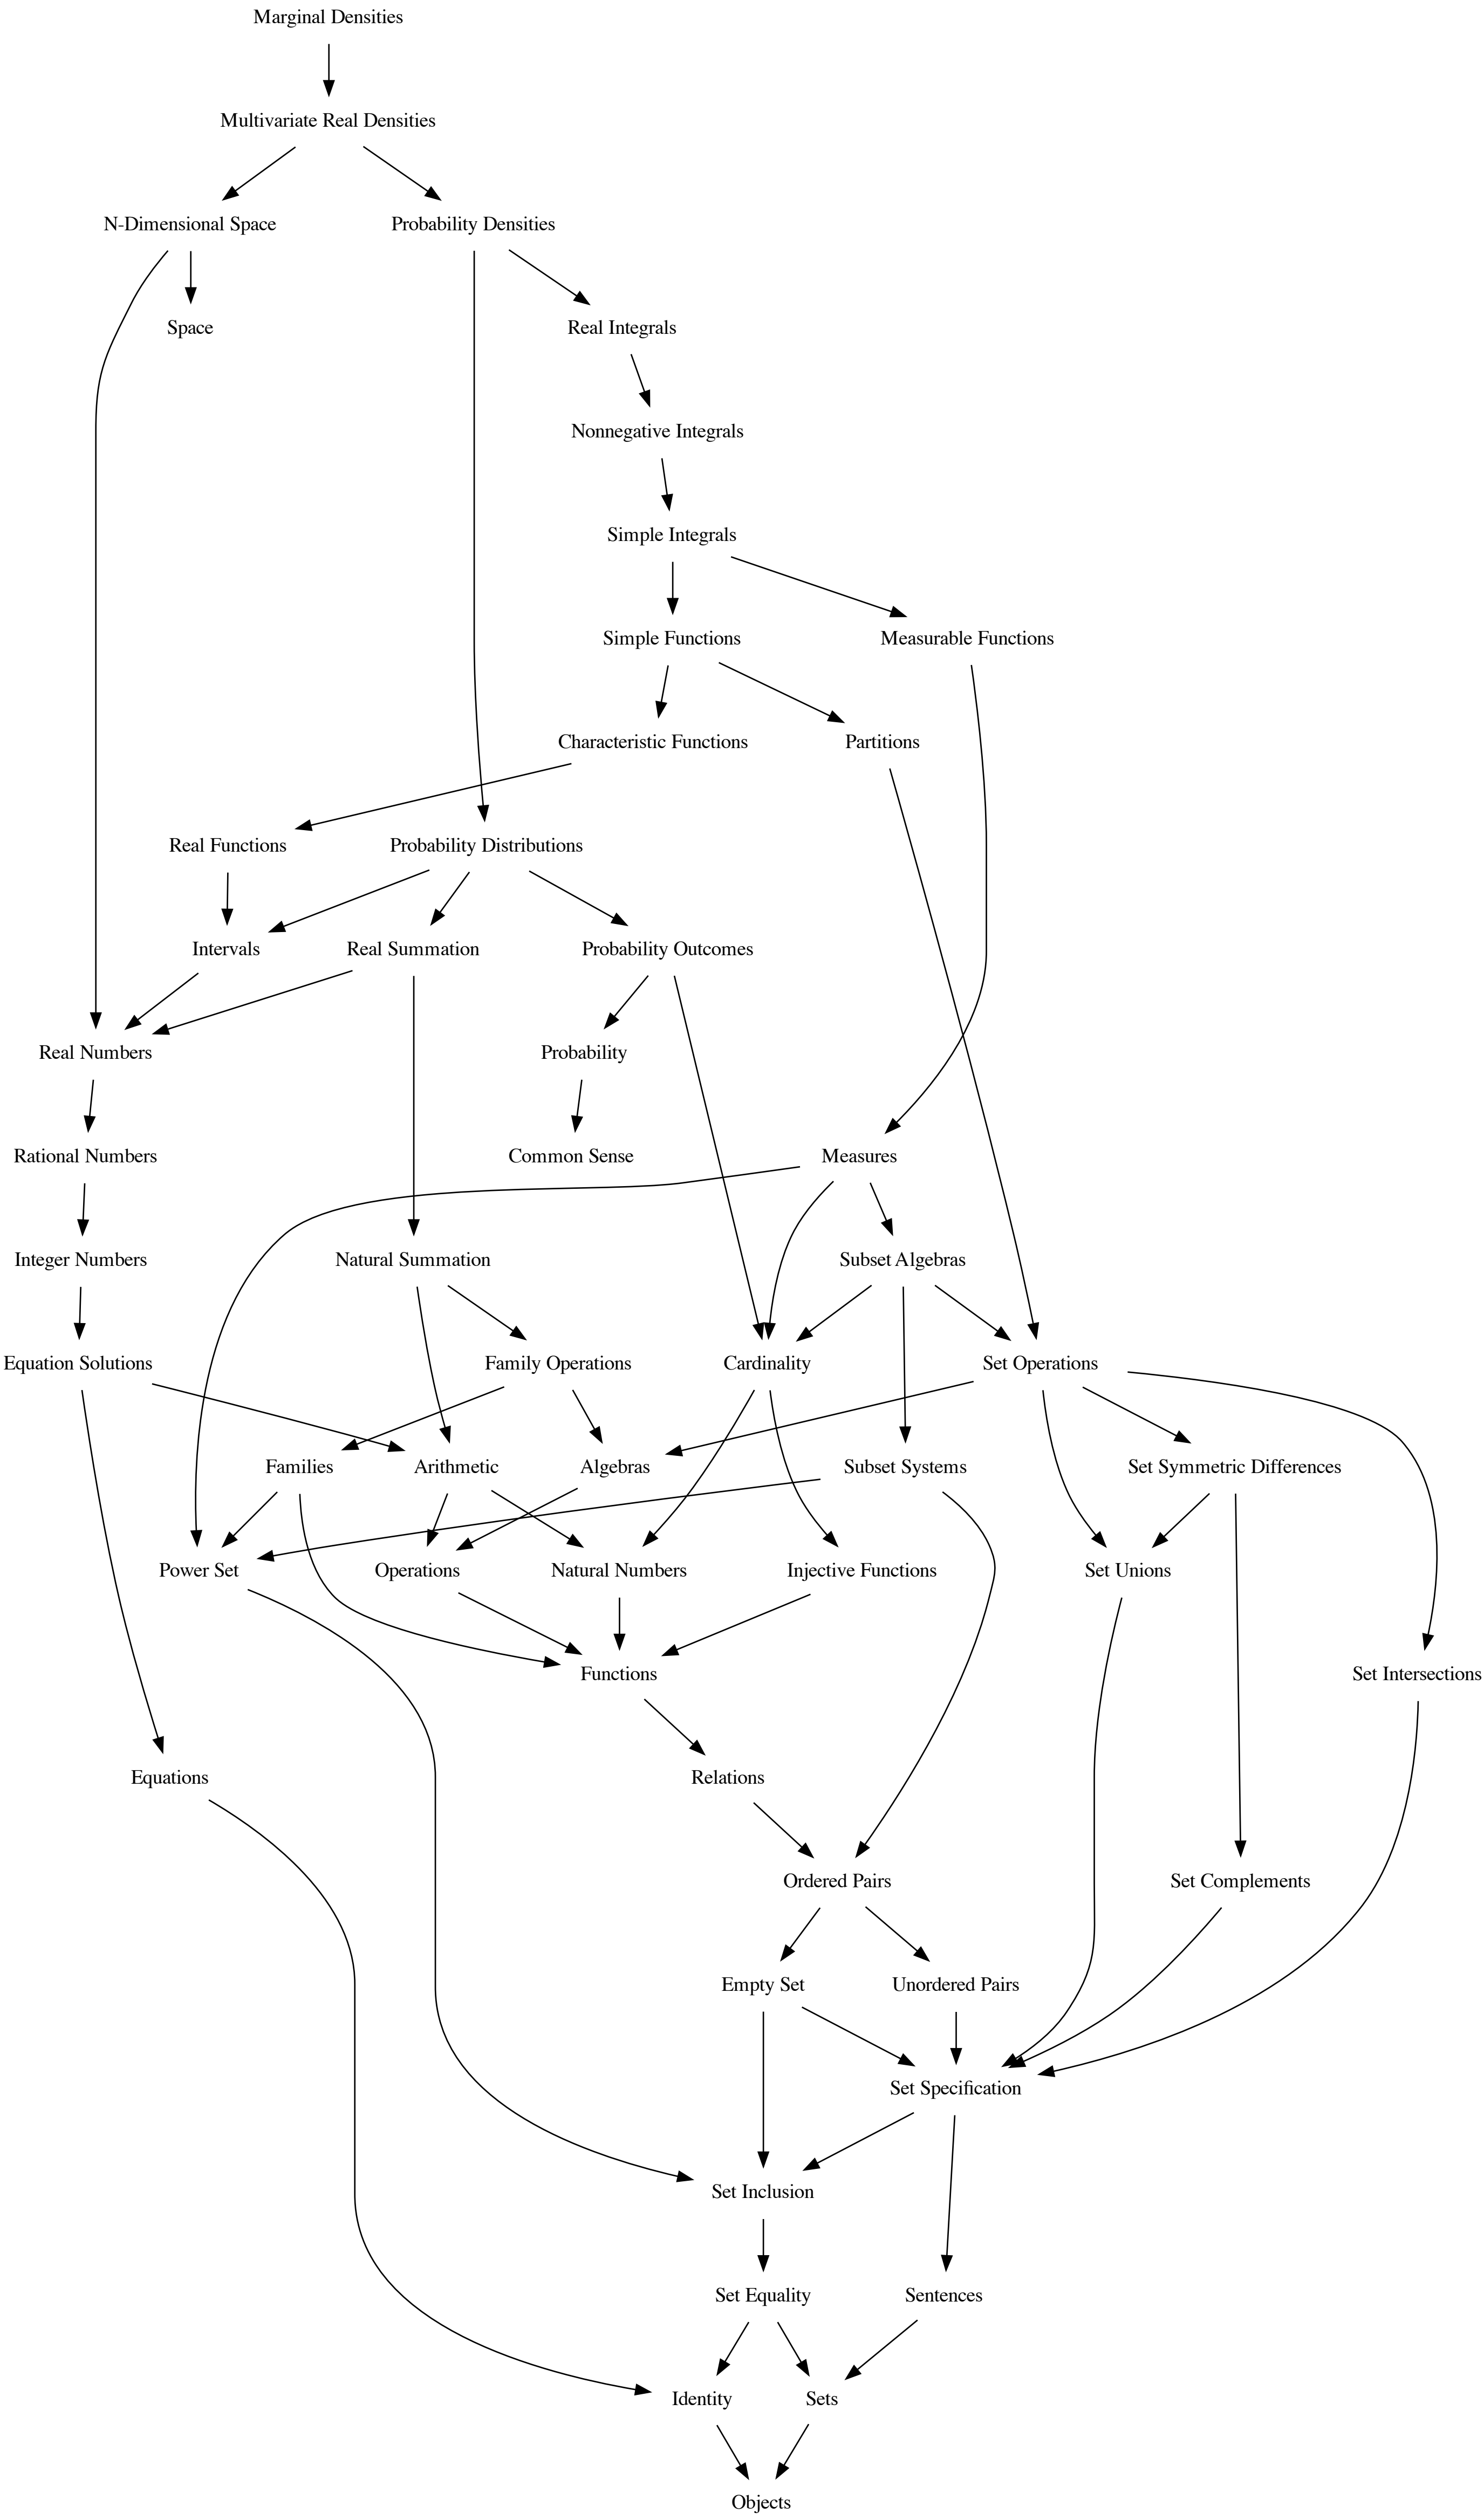 Marginal Densities
Multivariate Real Densities
N-Dimensional Space
Probability Densities
Space
Real Integrals
Nonnegative Integrals
Simple Integrals
Simple Functions
Measurable Functions
Characteristic Functions
Partitions
Real Functions
Probability Distributions
Intervals
Real Summation
Probability Outcomes
Real Numbers
Probability
Rational Numbers
Common Sense
Measures
Integer Numbers
Natural Summation
Subset Algebras
Equation Solutions
Family Operations
Cardinality
Set Operations
Families
Arithmetic
Algebras
Subset Systems
Set Symmetric Differences
Power Set
Operations
Natural Numbers
Injective Functions
Set Unions
Functions
Set Intersections
Equations
Relations
Ordered Pairs
Set Complements
Empty Set
Unordered Pairs
Set Specification
Set Inclusion
Set Equality
Sentences
Identity
Sets
Objects